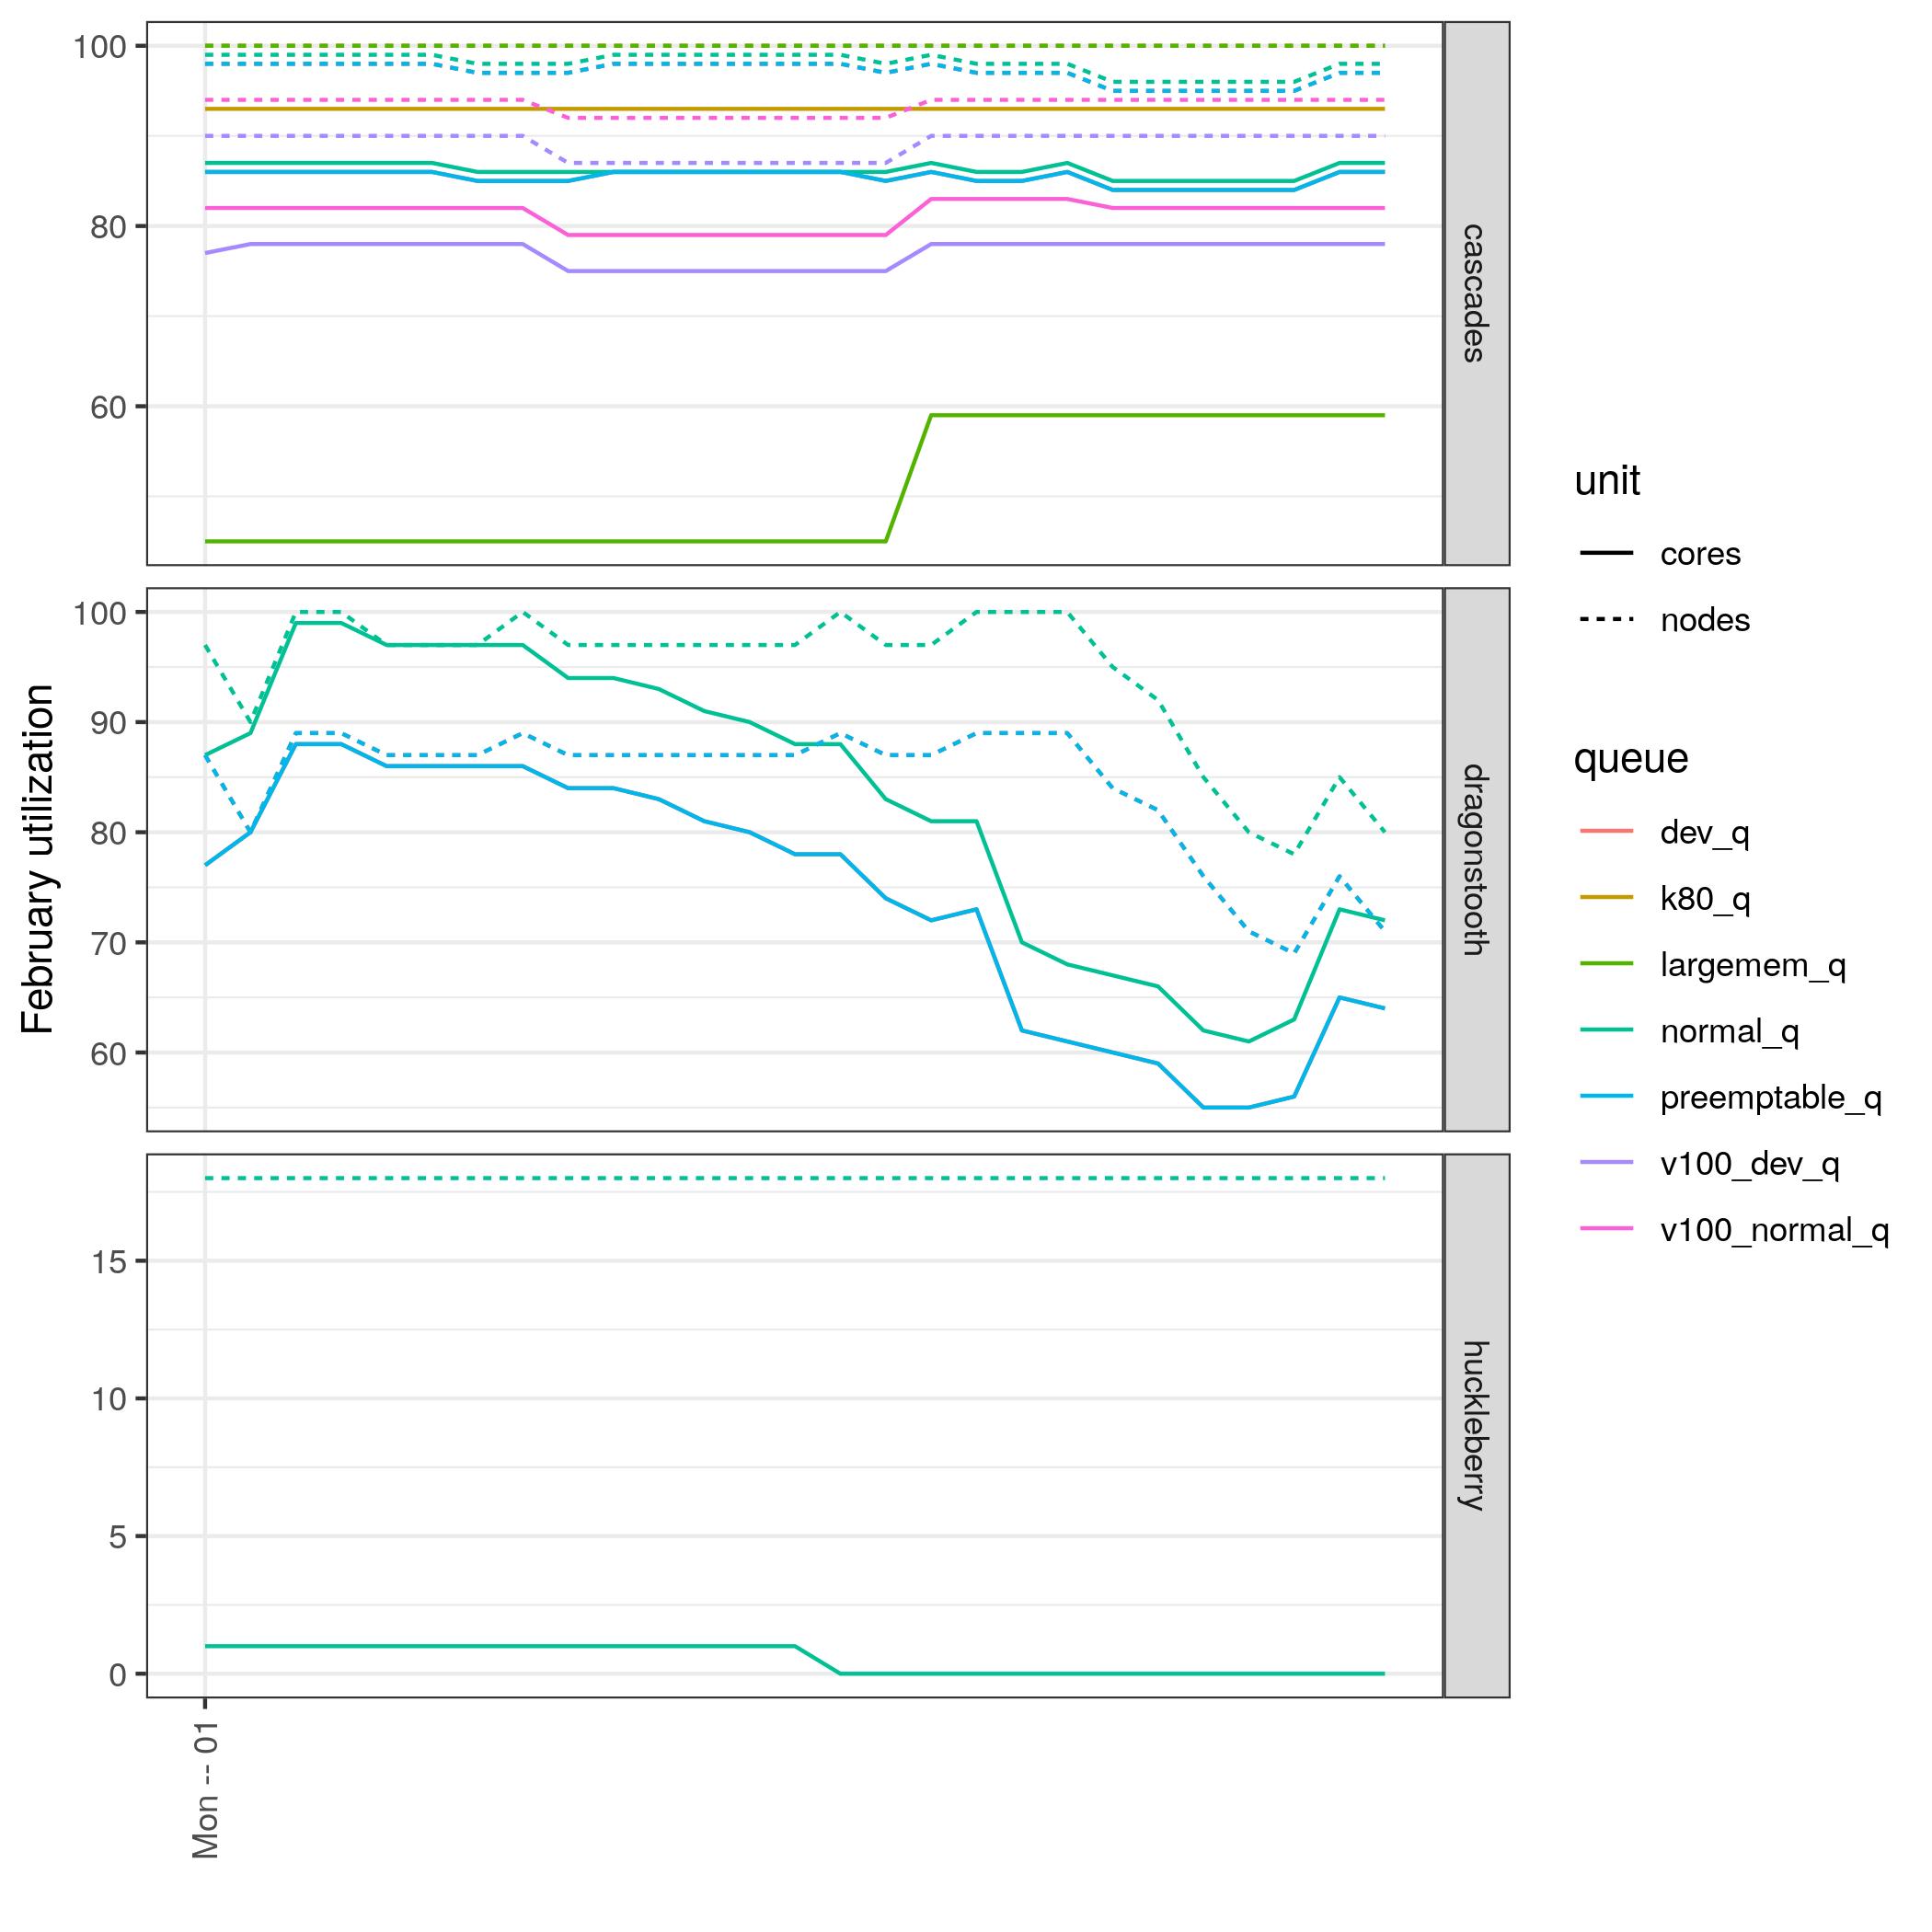 February utilization
100
80
60
cascades
100
90
80
70
60
dragonstooth
15
10
5
0
huckleberry
Mon -- 01
unit
cores
nodes
queue
dev_q
k80_q
largemem_q
normal_q
preemptable_q
v100_dev_q
v100_normal_q